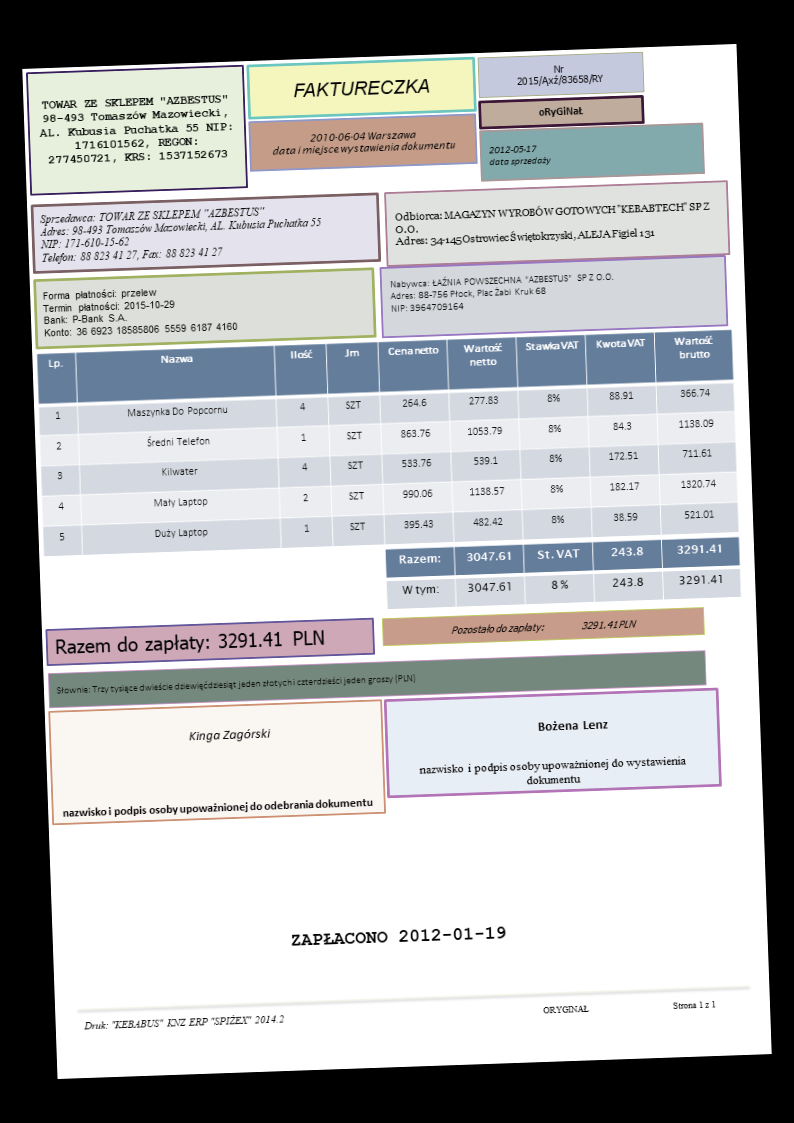 TOWAR ZE SKLEPEM "AZBESTUS"
98-493 Tomaszów Mazowiecki,
AL. Kubusia Puchatka 55 NIP:
1716101562, REGON:
277450721, KRS: 1537152673
FAKTURECZKA
2010-06-04 Warszawa
data i miejsce wystawienia dokumentu
Nr
2015/Ąxż/83658/RY
oRyGiNaŁ
2012-05-17
data sprzedaży
Sprzedawca: TOWAR ZE SKLEPEM "AZBESTUS"
Adres: 98-493 Tomaszów Mazowiecki, AL. Kubusia Puchatka 55
NIP: 171-610-15-62
Telefon: 88 823 41 27, Fax: 88 823 41 27
Odbiorca: MAGAZYN WYROBÓW GOTOWYCH "KEBABTECH" SP Z
O.O.
Adres: 34-145 Ostrowiec Świętokrzyski, ALEJA Figiel 131
Forma płatności: przelew
Termin płatności: 2015-10-29
Bank: P-Bank S.A.
Konto: 36 6923 18585806 5559 6187 4160
Nabywca: ŁAŹNIA POWSZECHNA "AZBESTUS" SP Z O.O.
Adres: 88-756 Płock, Plac Żabi Kruk 68
NIP: 3964709164
Lp. Nazwa Ilość Jm Cena netto Wartość netto Stawka VAT Kwota VAT Wartość brutto
1 Maszynka Do Popcornu 4 SZT 264.6 277.83 8% 88.91 366.74
2 Średni Telefon 1 SZT 863.76 1053.79 8% 84.3 1138.09
3 Kilwater 4 SZT 533.76 539.1 8% 172.51 711.61
4 Mały Laptop 2 SZT 990.06 1138.57 8% 182.17 1320.74
5 Duży Laptop 1 SZT 395.43 482.42 8% 38.59 521.01
Razem: 3047.61 St. VAT 243.8 3291.41
W tym: 3047.61 8 % 243.8 3291.41
Razem do zapłaty: 3291.41 PLN
Pozostało do zapłaty: 3291.41 PLN
Słownie: Trzy tysiące dwieście dziewięćdziesiąt jeden złotych i czterdzieści jeden groszy (PLN)
Kinga Zagórski
nazwisko i podpis osoby upoważnionej do odebrania dokumentu
Bożena Lenz
nazwisko i podpis osoby upoważnionej do wystawienia
dokumentu
ZAPŁACONO 2012-01-19
Druk: "KEBABUS" KNZ ERP "SPIŻEX" 2014.2
ORYGINAŁ
Strona 1 z 1